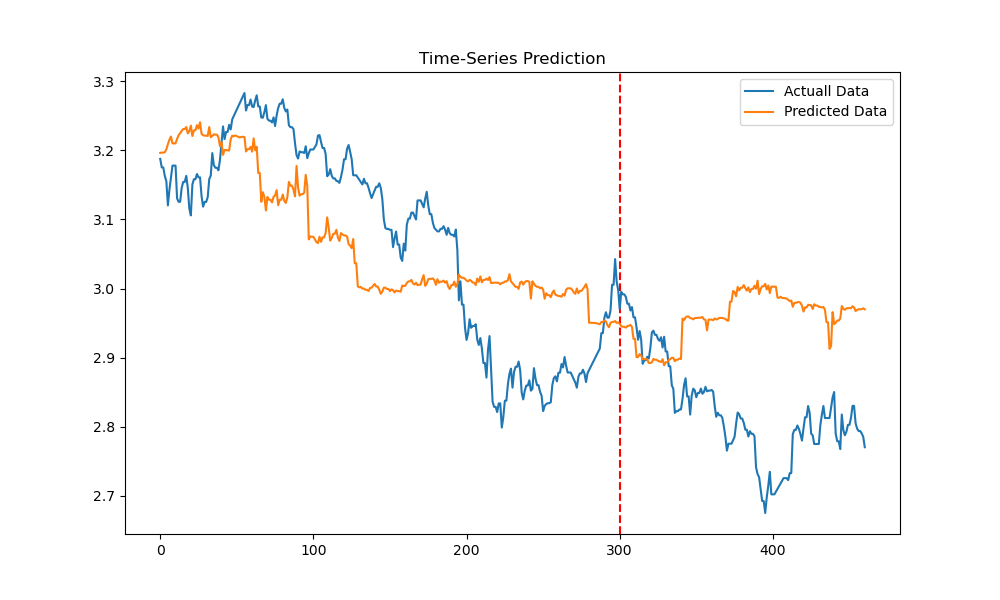 Time-Series Prediction
Actuall Data
Predicted Data
3.3
3.2
3.1
3.0
2.9
2.8
2.7
0 100 200 300 400